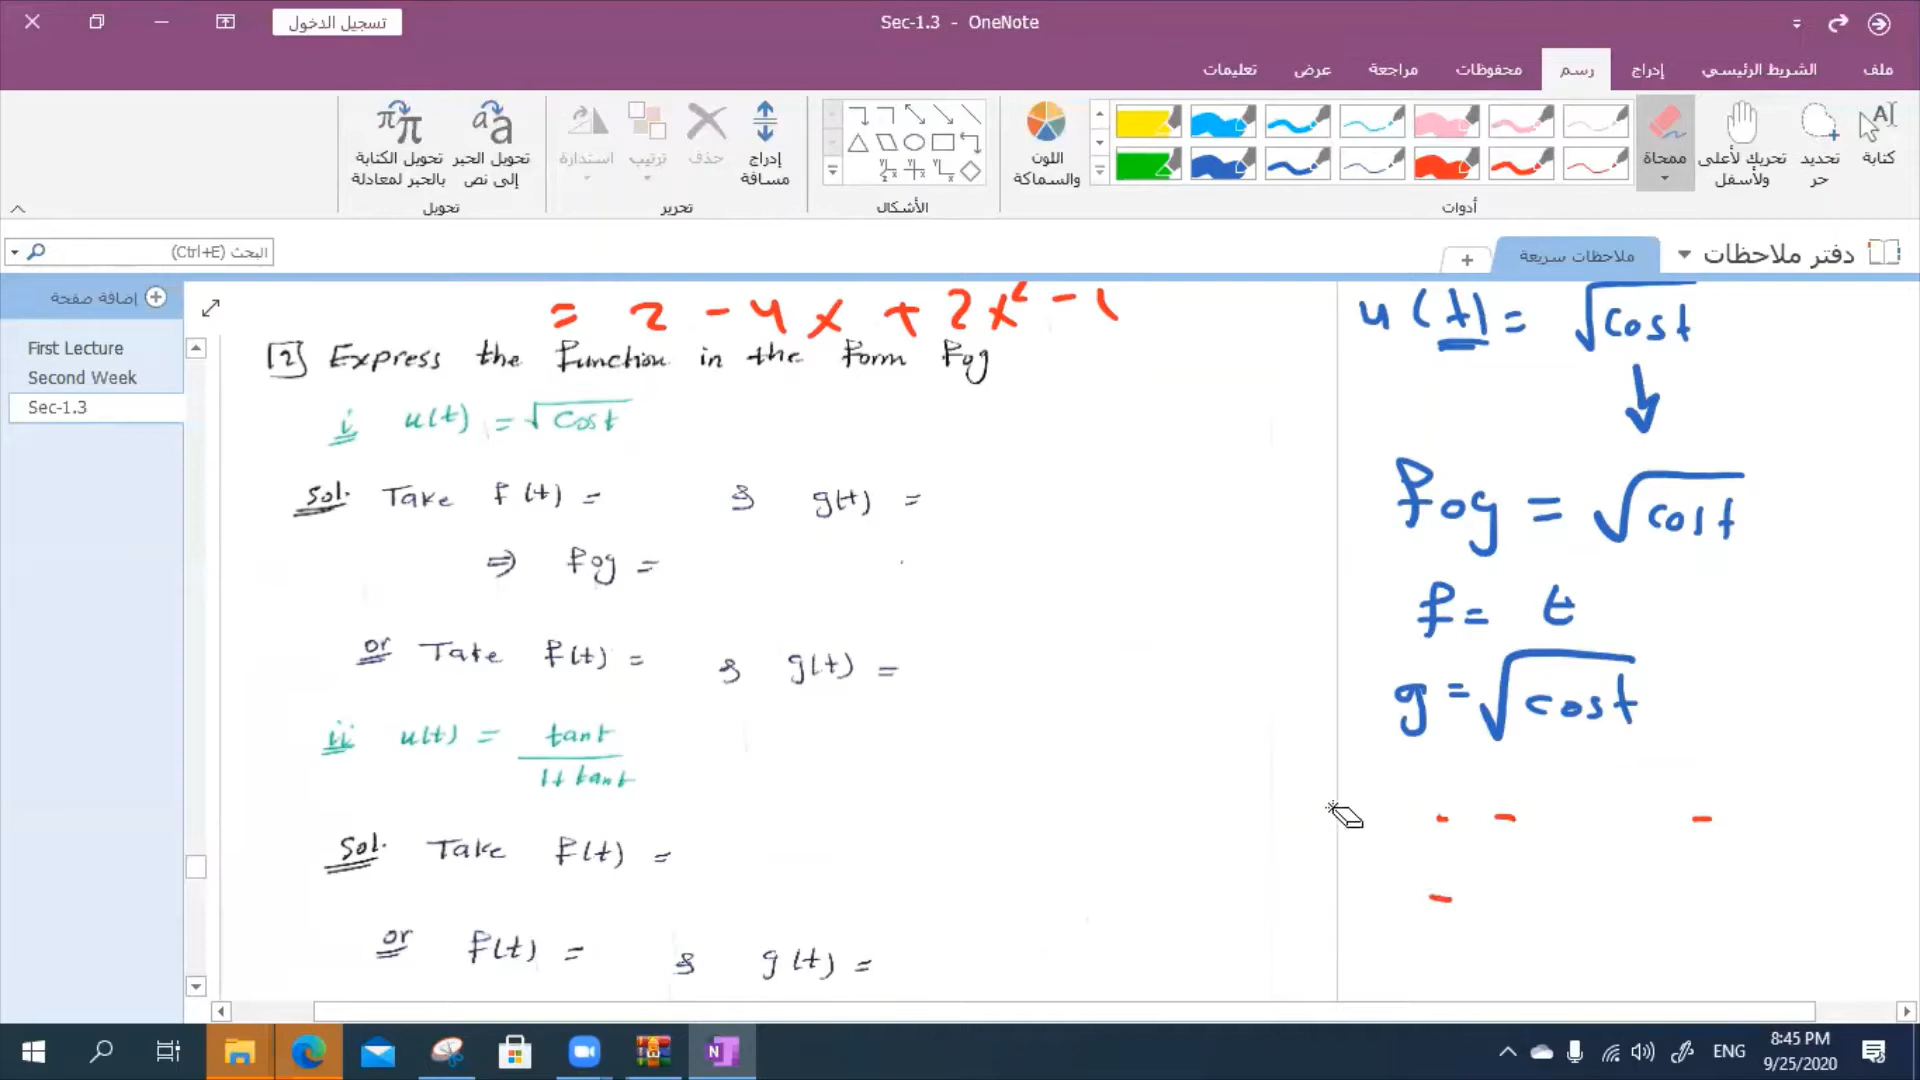 تسجيل الدخول
Sec-1.3 - OneNote
ملف
الشريط الرئيسي
إدراج
رسم
محفوظات
مراجعة
عرض
تعليمات
كتابة
تحديد حر
تحريك لأعلى ولأسفل
ممحاة
أدوات
اللون والسماكة
الأشكال
إدراج مسافة
حذف
ترتيب
استدارة
تحرير
تحويل الحبر إلى نص
تحويل الكتابة بالحبر لمعادلة
تحويل
دفتر ملاحظات
ملاحظات سريعة
البحث (Ctrl+E)
إضافة صفحة
First Lecture
Second Week
Sec-1.3
= 2 - 4x + 2x² - 1
[2] Express the Function in the Form Fog
i u(t) = √cost
Sol. Take F(t) = & g(t) =
⇒ Fog =
or Take F(t) = & g(t) =
ii u(t) = tant / 1+tant
Sol. Take F(t) =
or F(t) = & g(t) =
u(t) = √cost
↓
Fog = √cost
F = t
g = √cost
ENG
8:45 PM
9/25/2020